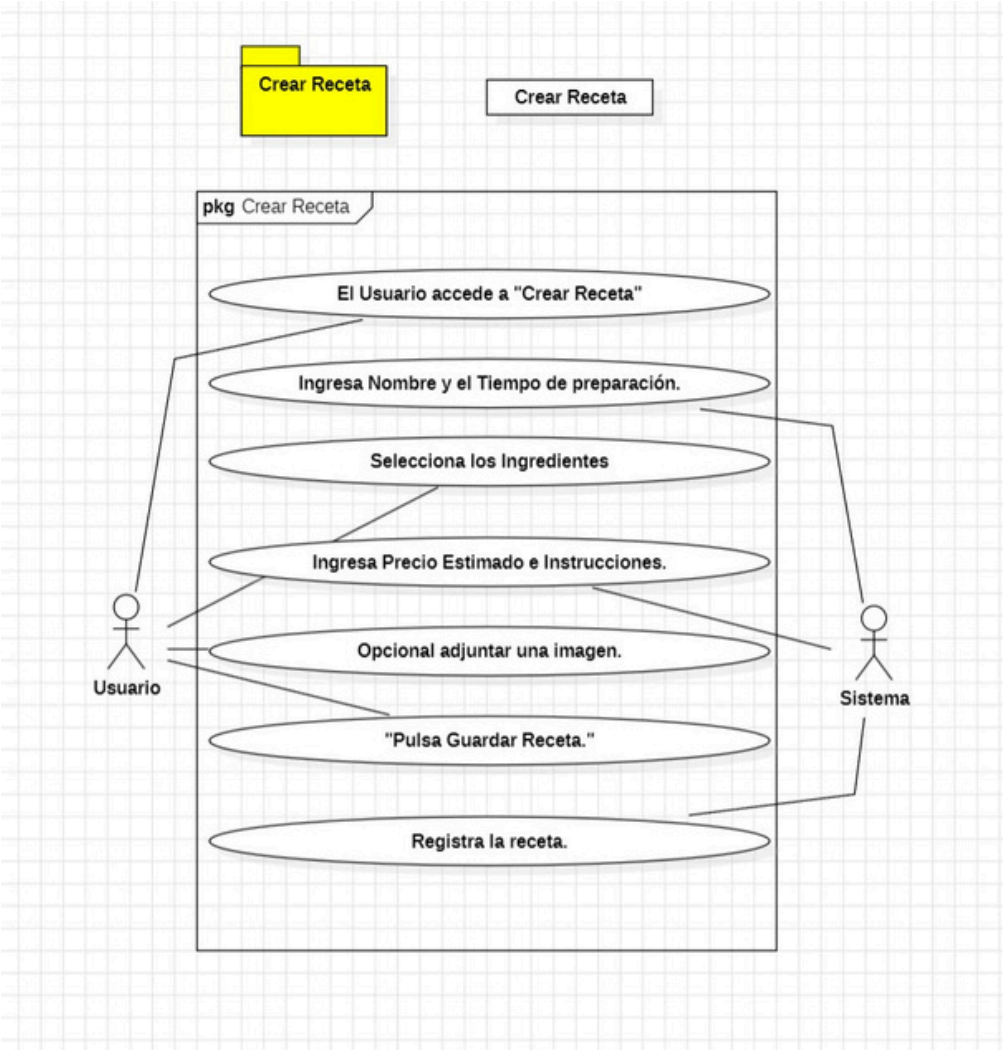 Crear Receta
Crear Receta
pkg Crear Receta
El Usuario accede a "Crear Receta"
Ingresa Nombre y el Tiempo de preparación.
Selecciona los Ingredientes
Ingresa Precio Estimado e Instrucciones.
Opcional adjuntar una imagen.
Usuario
Sistema
"Pulsa Guardar Receta."
Registra la receta.